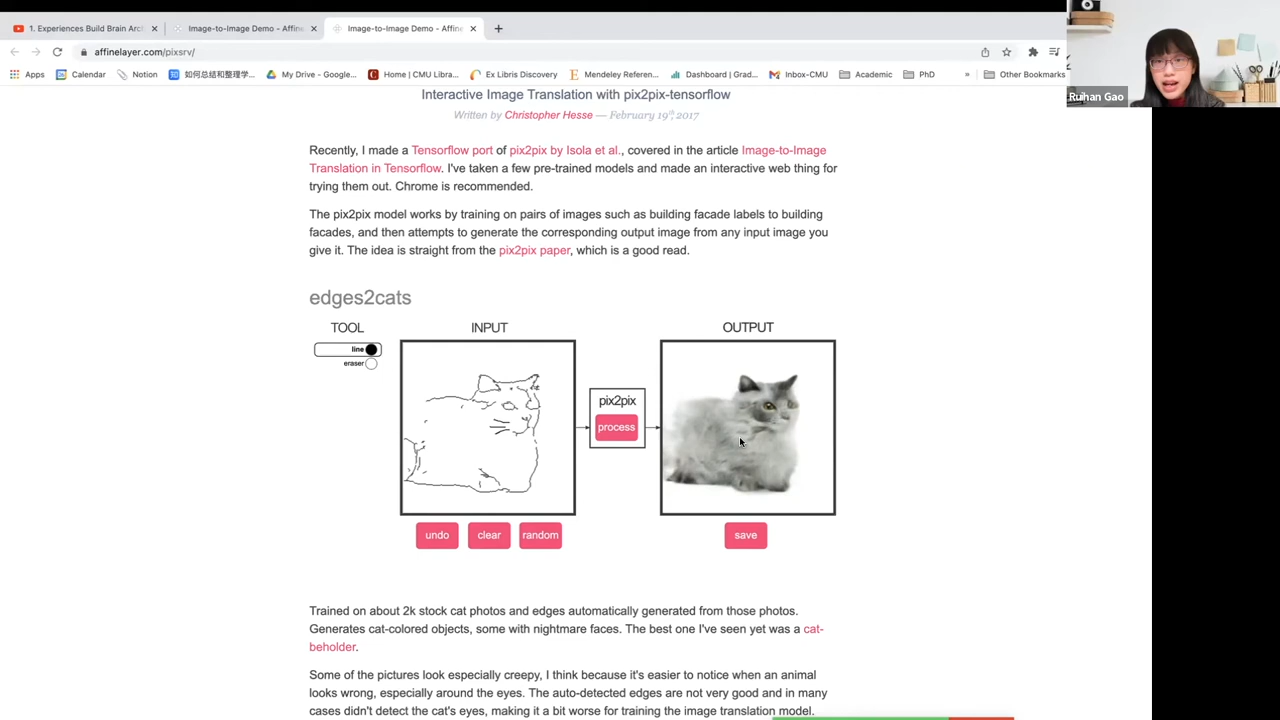 1. Experiences Build Brain Arc
Image-to-Image Demo - Affine
Image-to-Image Demo - Affine
affinelayer.com/pixsrv/
Apps
Calendar
Notion
如何总结和整理学...
My Drive - Google...
Home | CMU Libra...
Ex Libris Discovery
Mendeley Referen...
Dashboard | Grad...
Inbox-CMU
Academic
PhD
»
Other Bookmarks
Ruihan Gao
Interactive Image Translation with pix2pix-tensorflow
Written by Christopher Hesse — February 19th, 2017
Recently, I made a Tensorflow port of pix2pix by Isola et al., covered in the article Image-to-Image
Translation in Tensorflow. I've taken a few pre-trained models and made an interactive web thing for
trying them out. Chrome is recommended.
The pix2pix model works by training on pairs of images such as building facade labels to building
facades, and then attempts to generate the corresponding output image from any input image you
give it. The idea is straight from the pix2pix paper, which is a good read.
edges2cats
TOOL
line
eraser
INPUT
pix2pix
process
OUTPUT
undo
clear
random
save
Trained on about 2k stock cat photos and edges automatically generated from those photos.
Generates cat-colored objects, some with nightmare faces. The best one I've seen yet was a cat-
beholder.
Some of the pictures look especially creepy, I think because it's easier to notice when an animal
looks wrong, especially around the eyes. The auto-detected edges are not very good and in many
cases didn't detect the cat's eyes, making it a bit worse for training the image translation model.